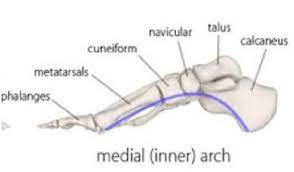 talus
navicular
calcaneus
cuneiform
metatarsals
phalanges
medial (inner) arch